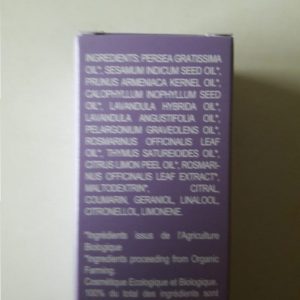 INGREDIENTS: PERSEA GRATISSIMA
OIL*, SESAMUM INDICUM SEED OIL*,
PRUNUS ARMENIACA KERNEL OIL*,
CALOPHYLLUM INOPHYLLUM SEED
OIL*, LAVANDULA HYBRIDA OIL*,
LAVANDULA ANGUSTIFOLIA OIL*,
PELARGONIUM GRAVEOLENS OIL*,
ROSMARINUS OFFICINALIS LEAF
OIL*, THYMUS SATUREIOIDES OIL*,
CITRUS LIMON PEEL OIL*, ROSMARI-
NUS OFFICINALIS LEAF EXTRACT*,
MALTODEXTRIN*, CITRAL,
COUMARIN, GERANIOL, LINALOOL,
CITRONELLOL, LIMONENE.
*Ingrédients issus de l'Agriculture
Biologique
*Ingredients proceeding from Organic
Farming.
Cosmétique Ecologique et Biologique.
100% du total des ingrédients sont